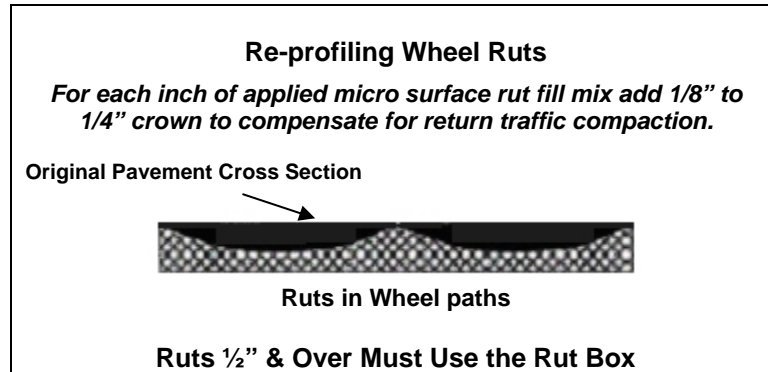 Re-profiling Wheel Ruts
For each inch of applied micro surface rut fill mix add 1/8” to
1/4” crown to compensate for return traffic compaction.
Original Pavement Cross Section
Ruts in Wheel paths
Ruts ½” & Over Must Use the Rut Box